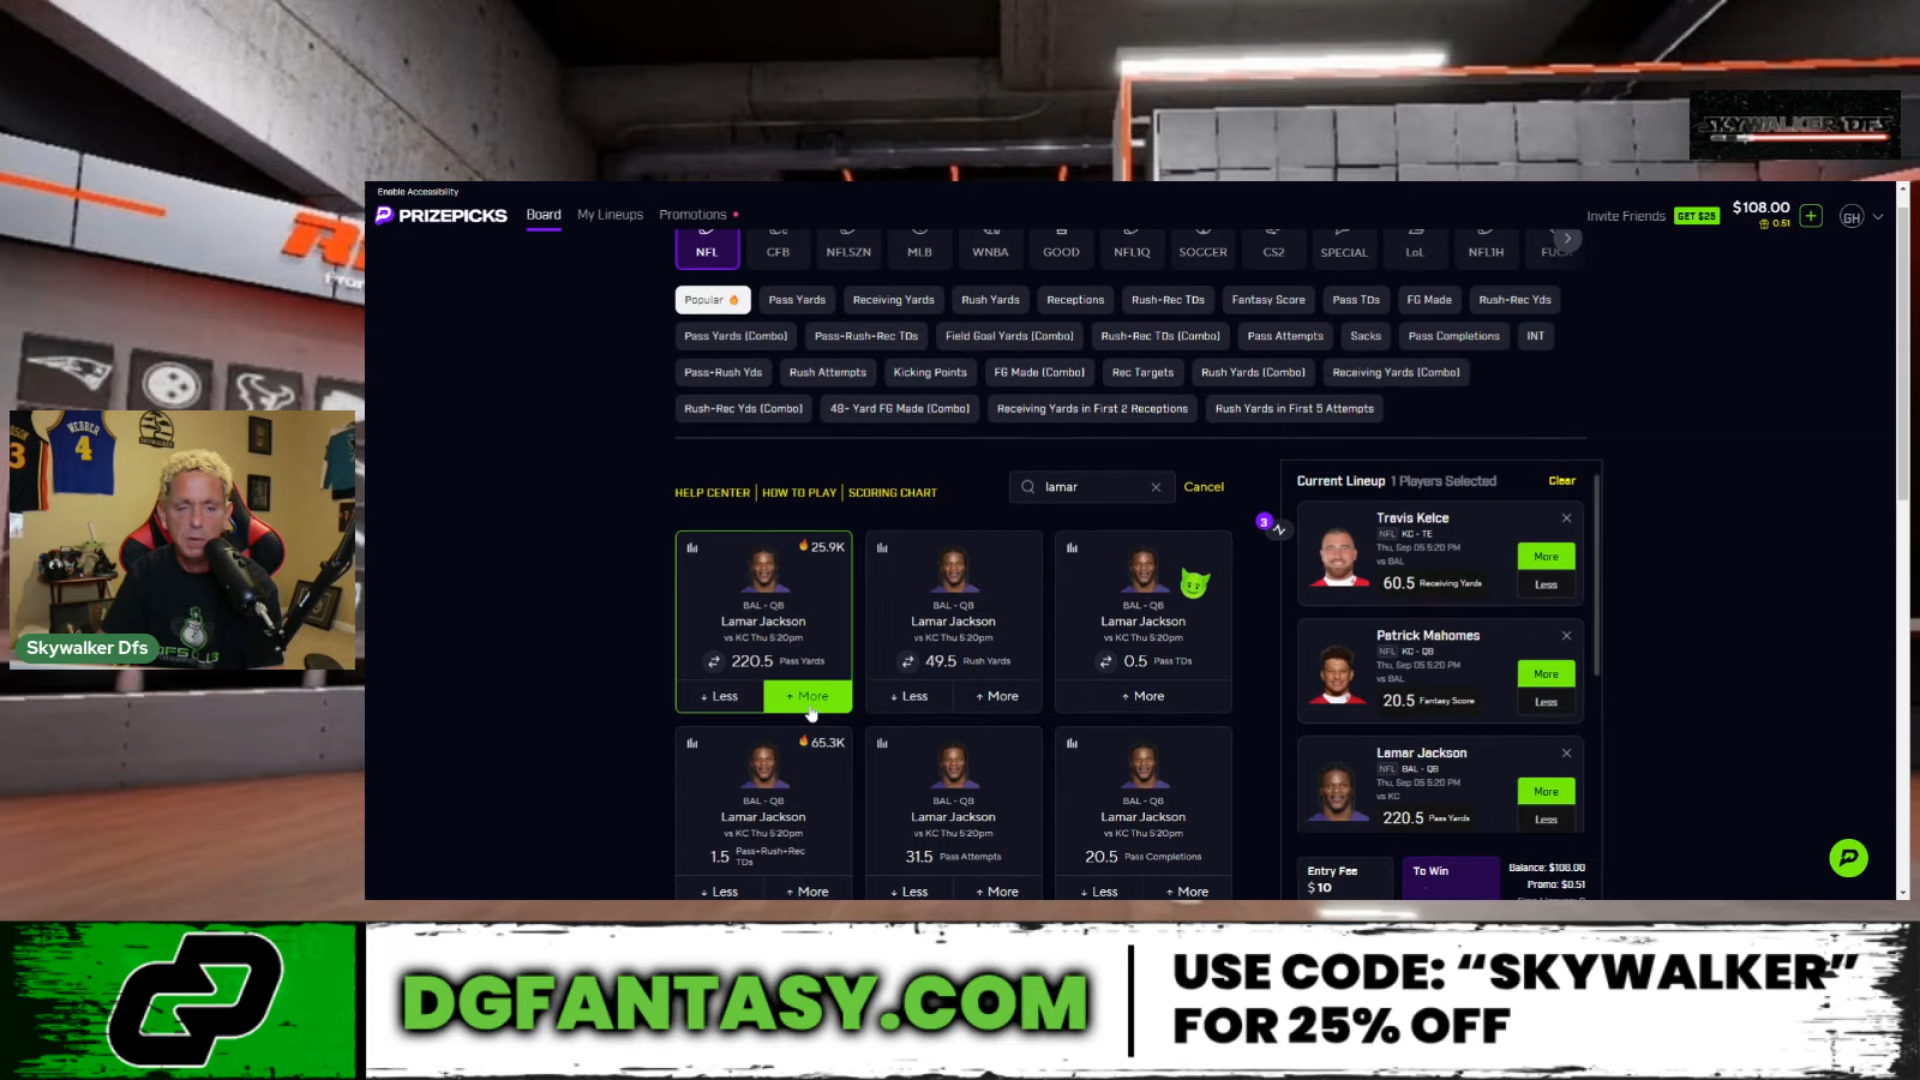 SKYWALKER DFS
Enable Accessibility
PRIZEPICKS
Board
My Lineups
Promotions
Invite Friends
GET $25
$108.00
0.51
GH
NFL
CFB
NFLSZN
MLB
WNBA
GOOD
NFL1Q
SOCCER
CS2
SPECIAL
LoL
NFL1H
Popular
Pass Yards
Receiving Yards
Rush Yards
Receptions
Rush+Rec TDs
Fantasy Score
Pass TDs
FG Made
Rush+Rec Yds
Pass Yards (Combo)
Pass+Rush+Rec TDs
Field Goal Yards (Combo)
Rush+Rec TDs (Combo)
Pass Attempts
Sacks
Pass Completions
INT
Pass+Rush Yds
Rush Attempts
Kicking Points
FG Made (Combo)
Rec Targets
Rush Yards (Combo)
Receiving Yards (Combo)
Rush+Rec Yds (Combo)
48+ Yard FG Made (Combo)
Receiving Yards in First 2 Receptions
Rush Yards in First 5 Attempts
HELP CENTER | HOW TO PLAY | SCORING CHART
lamar
Cancel
25.9K
BAL - QB
Lamar Jackson
vs KC Thu 5:20pm
220.5 Pass Yards
Less
More
BAL - QB
Lamar Jackson
vs KC Thu 5:20pm
49.5 Rush Yards
Less
More
BAL - QB
Lamar Jackson
vs KC Thu 5:20pm
0.5 Pass TDs
More
65.3K
BAL - QB
Lamar Jackson
vs KC Thu 5:20pm
1.5 Pass+Rush+Rec
TDs
Less
More
BAL - QB
Lamar Jackson
vs KC Thu 5:20pm
31.5 Pass Attempts
Less
More
BAL - QB
Lamar Jackson
vs KC Thu 5:20pm
20.5 Pass Completions
Less
More
3
Current Lineup 1 Players Selected
Clear
Travis Kelce
NFL KC - TE
Thu, Sep 05 5:20 PM
vs BAL
60.5 Receiving Yards
More
Less
Patrick Mahomes
NFL KC - QB
Thu, Sep 05 5:20 PM
vs BAL
20.5 Fantasy Score
More
Less
Lamar Jackson
NFL BAL - QB
Thu, Sep 05 5:20 PM
vs KC
220.5 Pass Yards
More
Less
Entry Fee
$10
To Win
Balance: $108.00
Promo: $0.51
WEBBER
4
3
Skywalker Dfs
DGFANTASY.COM
USE CODE: “SKYWALKER”
FOR 25% OFF